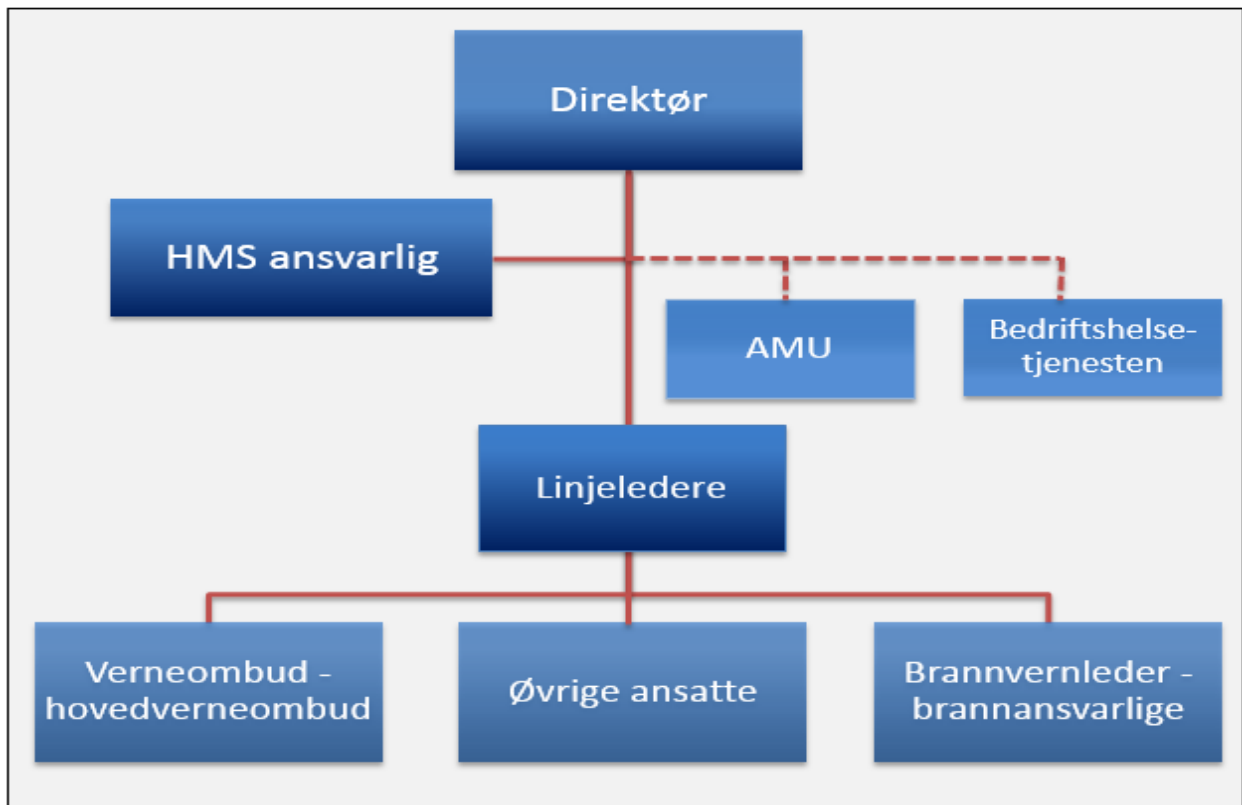 Direktør
HMS ansvarlig
AMU
Bedriftshelse-
tjenesten
Linjeledere
Verneombud -
hovedverneombud
Øvrige ansatte
Brannvernleder -
brannansvarlige